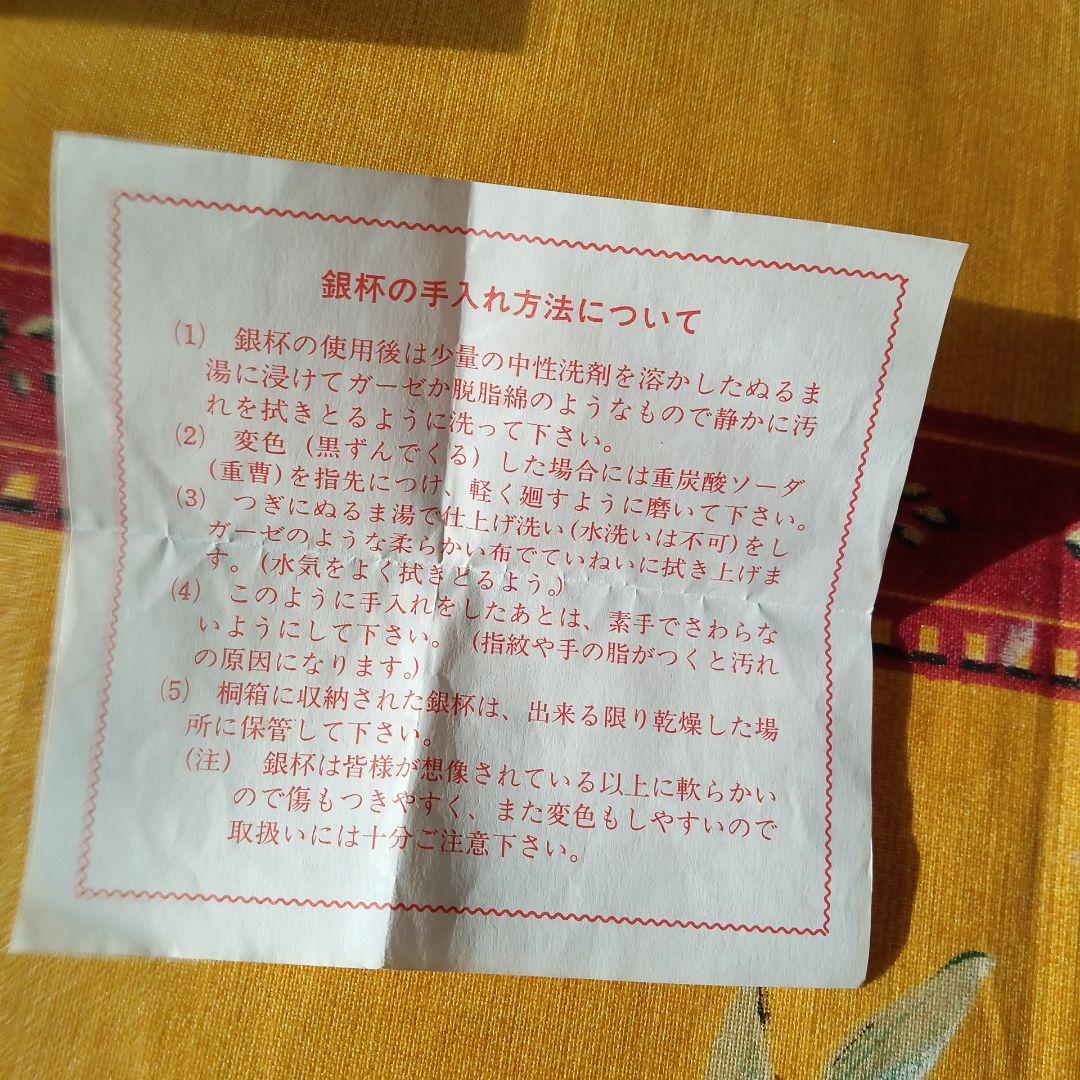 銀杯の手入れ方法について
(1) 銀杯の使用後は少量の中性洗剤を溶かしたぬるま
湯に浸けてガーゼか脱脂綿のようなもので静かに汚
れを拭きとるように洗って下さい。
(2) 変色(黒ずんでくる)した場合には重炭酸ソーダ
(重曹)を指先につけ、軽く廻すように磨いて下さい。
(3) つぎにぬるま湯で仕上げ洗い(水洗いは不可)をし
ガーゼのような柔らかい布でていねいに拭き上げま
す。(水気をよく拭きとるよう。)
(4) このように手入れをしたあとは、素手でさわらな
いようにして下さい。(指紋や手の脂がつくと汚れ
の原因になります。)
(5) 桐箱に収納された銀杯は、出来る限り乾燥した場
所に保管して下さい。
(注) 銀杯は皆様が想像されている以上に軟らかい
ので傷もつきやすく、また変色もしやすいので
取扱いには十分ご注意下さい。